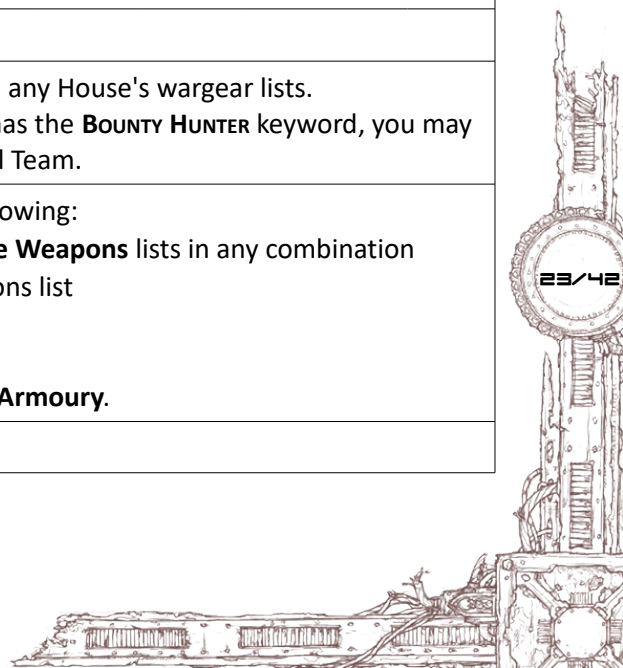 any House's wargear lists.
has the BOUNTY HUNTER keyword, you may
Team.
owing:
Weapons lists in any combination
ons list
23/42
Armoury.